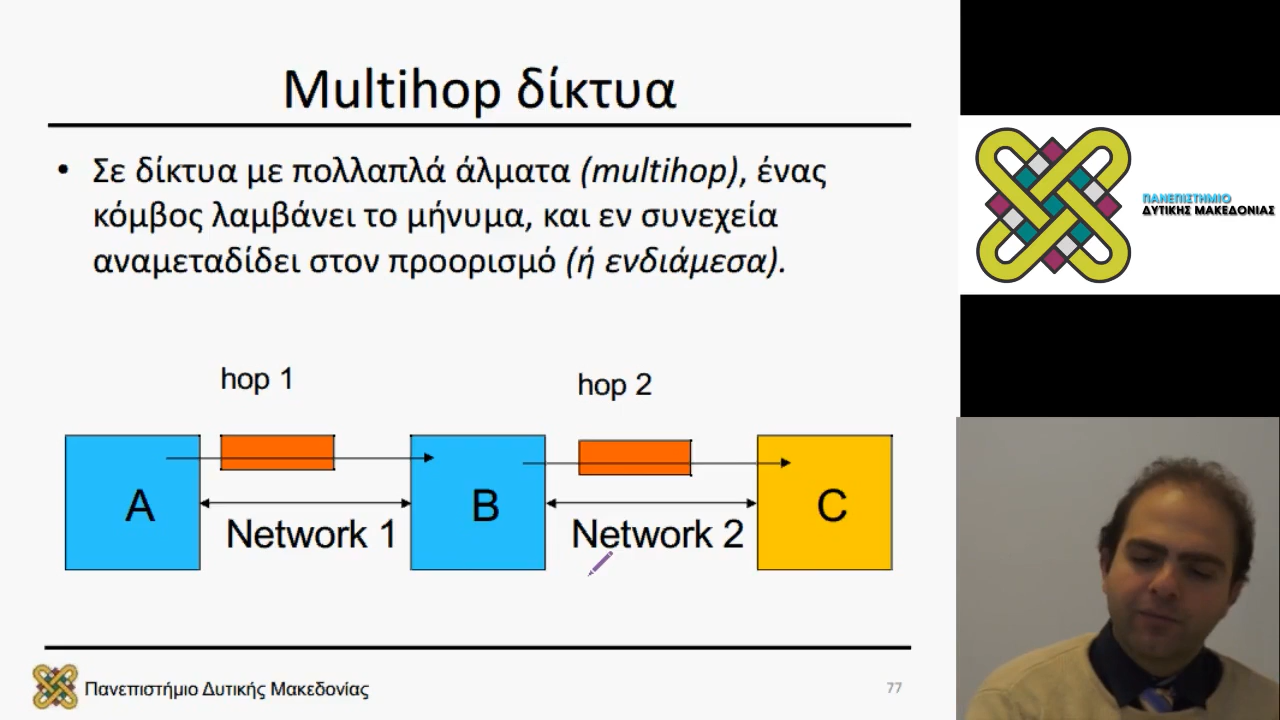 Multihop δίκτυα
• Σε δίκτυα με πολλαπλά άλματα (multihop), ένας
κόμβος λαμβάνει το μήνυμα, και εν συνεχεία
αναμεταδίδει στον προορισμό (ή ενδιάμεσα).
hop 1
hop 2
A
B
C
Network 1
Network 2
Πανεπιστήμιο Δυτικής Μακεδονίας
77
ΠΑΝΕΠΙΣΤΗΜΙΟ
ΔΥΤΙΚΗΣ ΜΑΚΕΔΟΝΙΑΣ